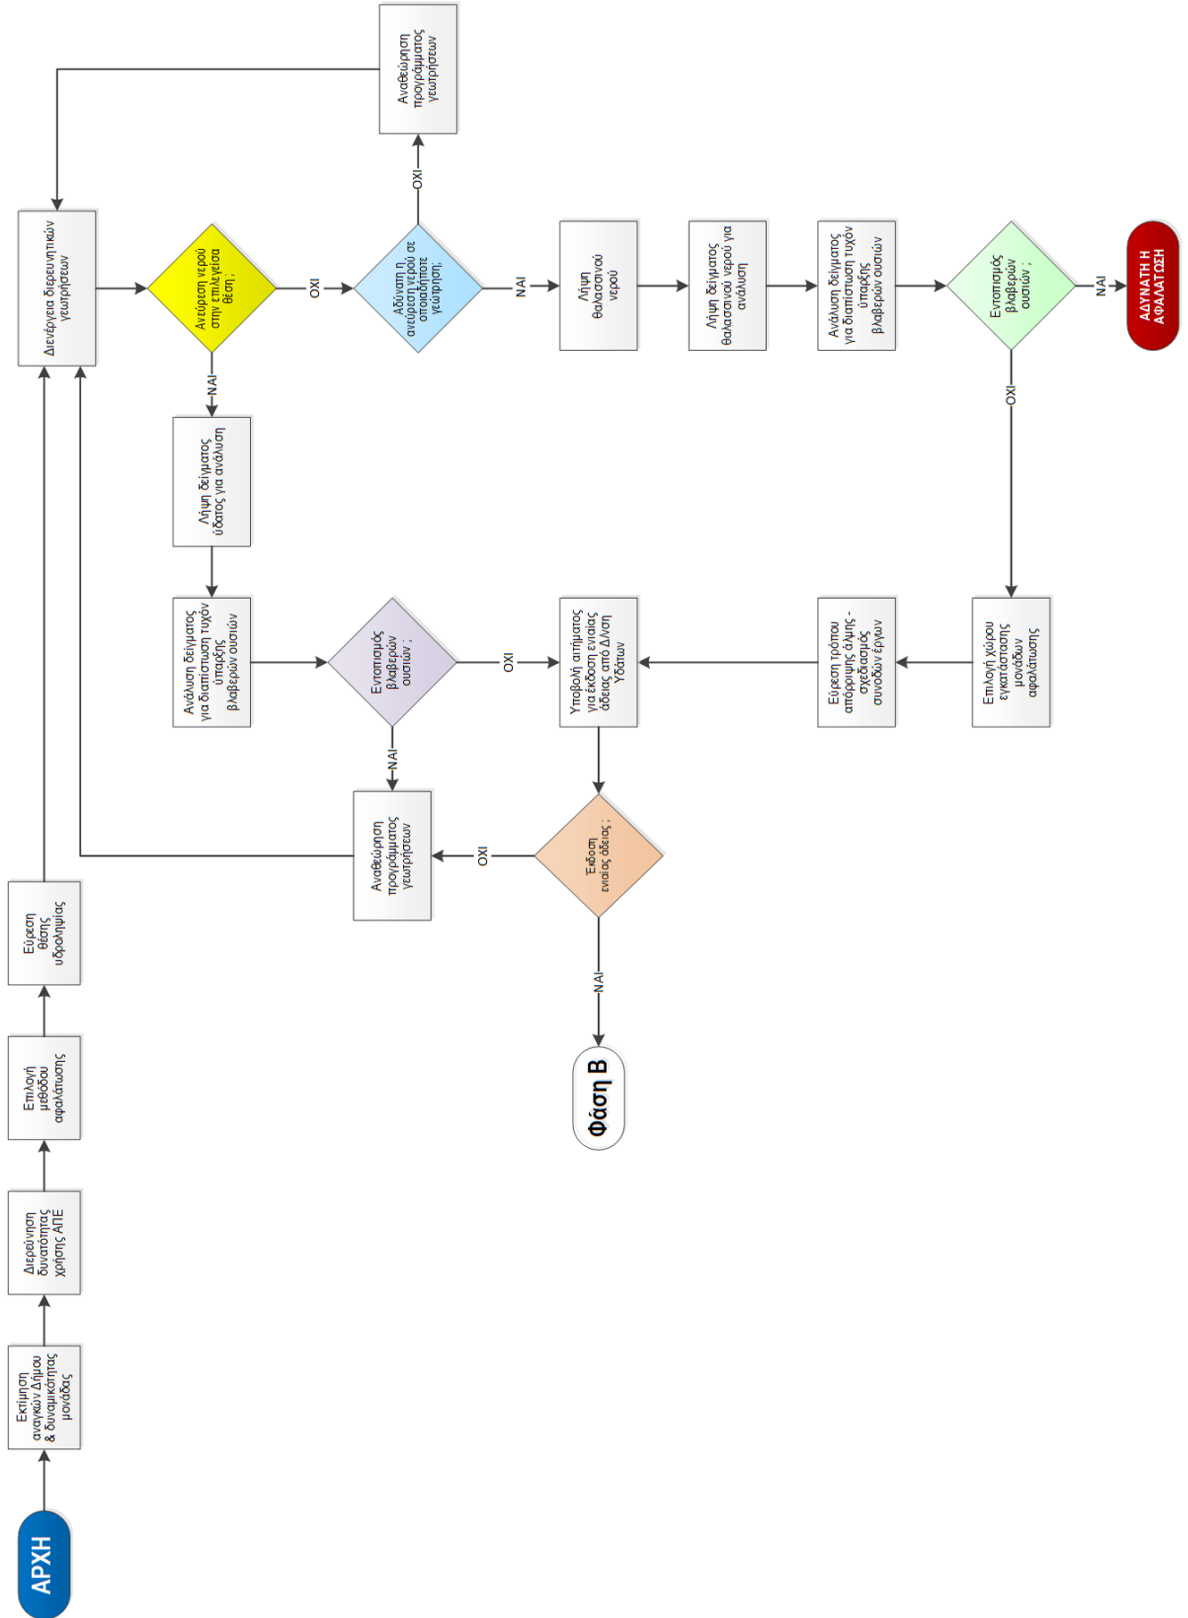 ΑΡΧΗ
Εκτίμηση
αναγκών Δήμου
& δυναμικότητας
μονάδας
Διερεύνηση
δυνατότητας
χρήσης ΑΠΕ
Επιλογή
μεθόδου
αφαλάτωσης
Εύρεση
θέσης
υδροληψίας
Διενέργεια διερευνητικών
γεωτρήσεων
Ανεύρεση νερού
στην επιλεγείσα
θέση ;
ΝΑΙ
ΟΧΙ
Λήψη δείγματος
ύδατος για ανάλυση
Ανάλυση δείγματος
για διαπίστωση τυχόν
ύπαρξης
βλαβερών ουσιών
Εντοπισμός
βλαβερών
ουσιών ;
ΝΑΙ
ΟΧΙ
Αναθεώρηση
προγράμματος
γεωτρήσεων
Αδύνατη η
ανεύρεση νερού σε
οποιαδήποτε
γεώτρηση;
ΟΧΙ
ΝΑΙ
Αναθεώρηση
προγράμματος
γεωτρήσεων
Λήψη
θαλασσινού
νερού
Λήψη δείγματος
θαλασσινού νερού για
ανάλυση
Ανάλυση δείγματος
για διαπίστωση τυχόν
ύπαρξης
βλαβερών ουσιών
Εντοπισμός
βλαβερών
ουσιών ;
ΝΑΙ
ΟΧΙ
ΑΔΥΝΑΤΗ Η
ΑΦΑΛΑΤΩΣΗ
Επιλογή χώρου
εγκατάστασης
μονάδων
αφαλάτωσης
Εύρεση τρόπου
απόρριψης άλμης -
σχεδιασμός
συνοδών έργων
Υποβολή αιτήματος
για έκδοση ενιαίας
άδειας από Δ/νση
Υδάτων
Έκδοση
ενιαίας άδειας ;
ΟΧΙ
ΝΑΙ
Φάση Β